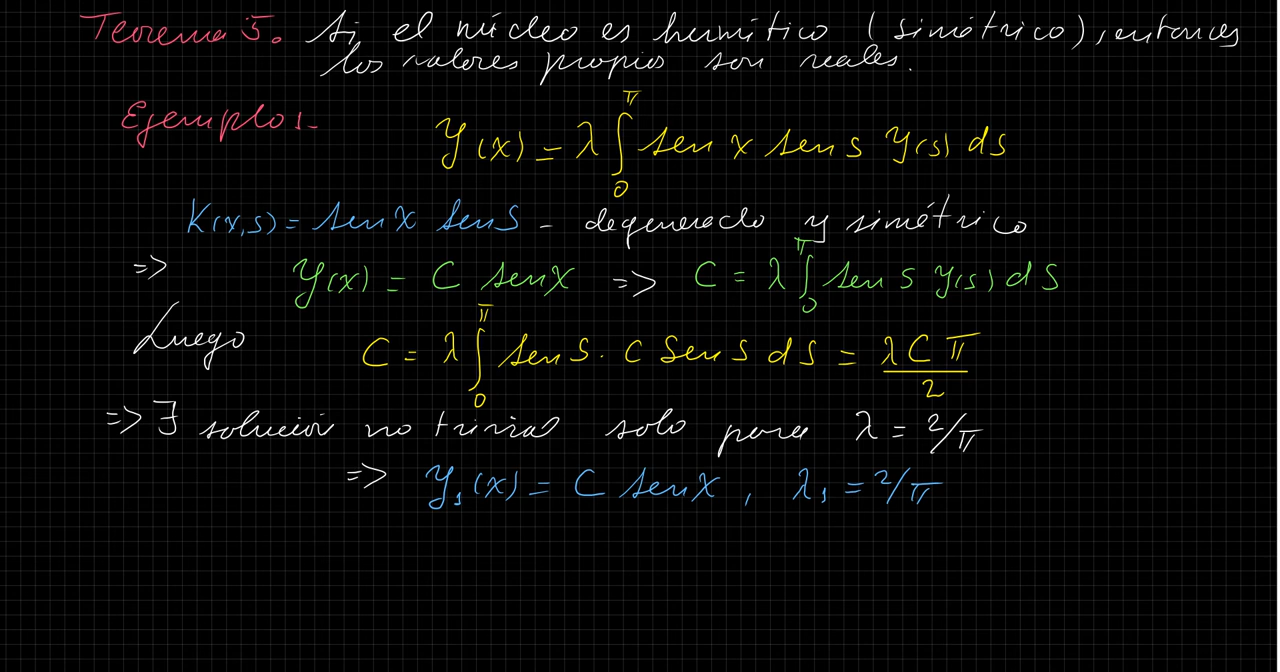 Teorema 5. Si el núcleo es hermítico (simétrico), entonces
los valores propios son reales.
Ejemplos.-
y(x) = λ ∫₀^π sen x sen s y(s) ds
K(x,s) = sen x sen s - degenerado y simétrico
=> y(x) = C sen x => C = λ ∫₀^π sen s y(s) ds
Luego C = λ ∫₀^π sen s · C sen s ds = λCπ/2
=> ∃ solución no trivial solo para λ = 2/π
=> y₁(x) = C sen x, λ₁ = 2/π